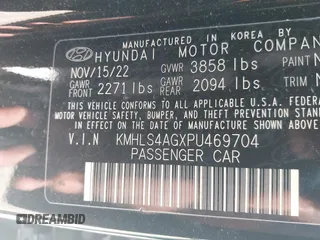 MANUFACTURED IN KOREA BY
HYUNDAI MOTOR COMPAN
NOV/15/22 GVWR 3858 lbs
GAWR FRONT 2271 lbs GAWR REAR 2094 lbs TRIM
THIS VEHICLE CONFORMS TO ALL APPLICABLE U.S.A. FEDERA
MOTOR VEHICLE SAFETY, BUMPER, AND THEFT PREVENTION STAN
IN EFFECT ON THE DATE OF MANUFACTURE SHOWN ABOVE.
V.I.N KMHLS4AGXPU469704
PASSENGER CAR
DREAMBID